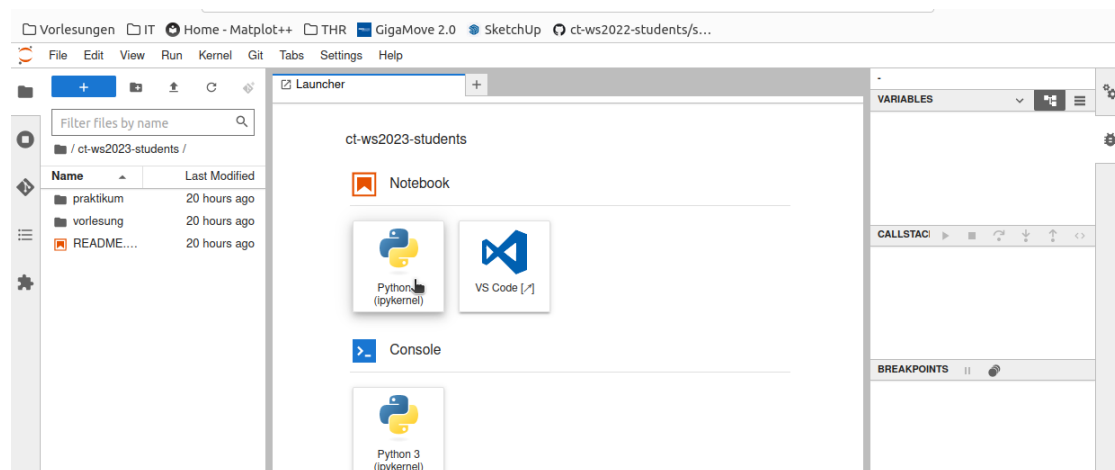 Vorlesungen IT Home - Matplot++ THR GigaMove 2.0 SketchUp ct-ws2022-students/s...
File Edit View Run Kernel Git Tabs Settings Help
Filter files by name
/ ct-ws2023-students /
Name Last Modified
praktikum 20 hours ago
vorlesung 20 hours ago
README.... 20 hours ago
Launcher
ct-ws2023-students
Notebook
Python
(ipykernel)
VS Code [↗]
Console
Python 3
(ipykernel)
VARIABLES
CALLSTAC
BREAKPOINTS